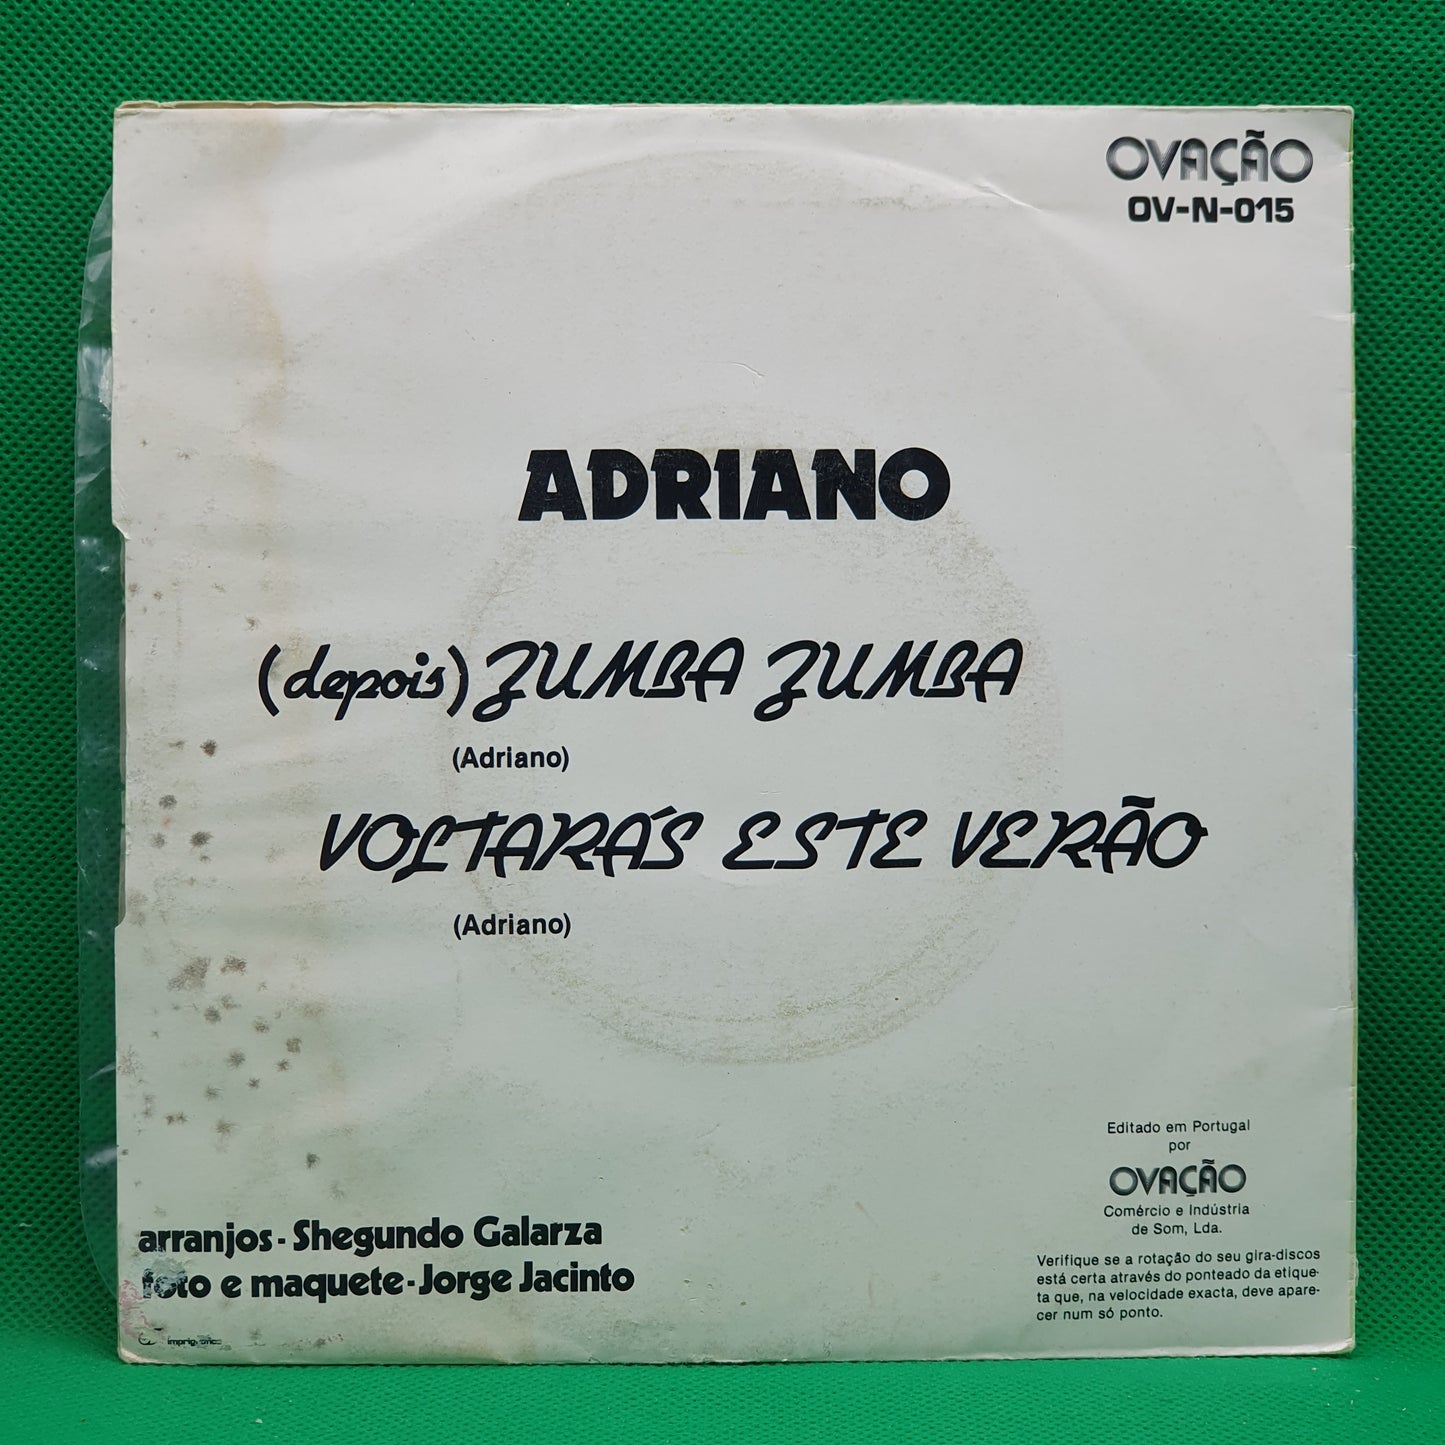 OVAÇÃO
OV-N-015
ADRIANO
(depois) ZUMBA ZUMBA
(Adriano)
VOLTARÁS ESTE VERÃO
(Adriano)
Editado em Portugal
por
OVAÇÃO
Comércio e Indústria
de Som, Lda.
Verifique se a rotação do seu gira-discos
está certa através do ponteado da etique-
ta que, na velocidade exacta, deve apare-
cer num só ponto.
arranjos - Shegundo Galarza
foto e maquete - Jorge Jacinto